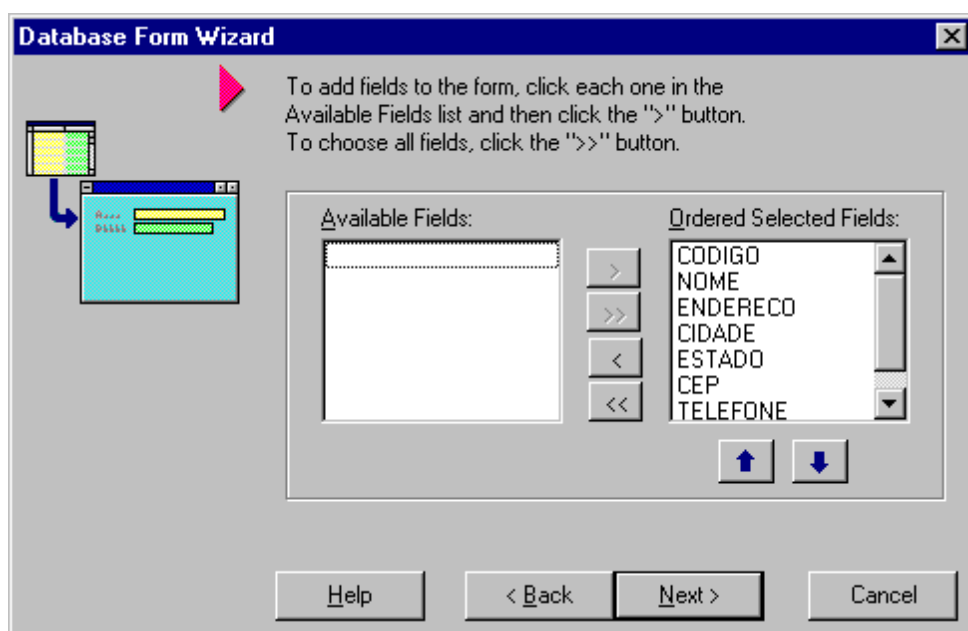 Database Form Wizard
To add fields to the form, click each one in the
Available Fields list and then click the ">" button.
To choose all fields, click the ">>" button.
Available Fields:
Ordered Selected Fields:
>
>>
<
<<
CODIGO
NOME
ENDERECO
CIDADE
ESTADO
CEP
TELEFONE
Help
< Back
Next >
Cancel